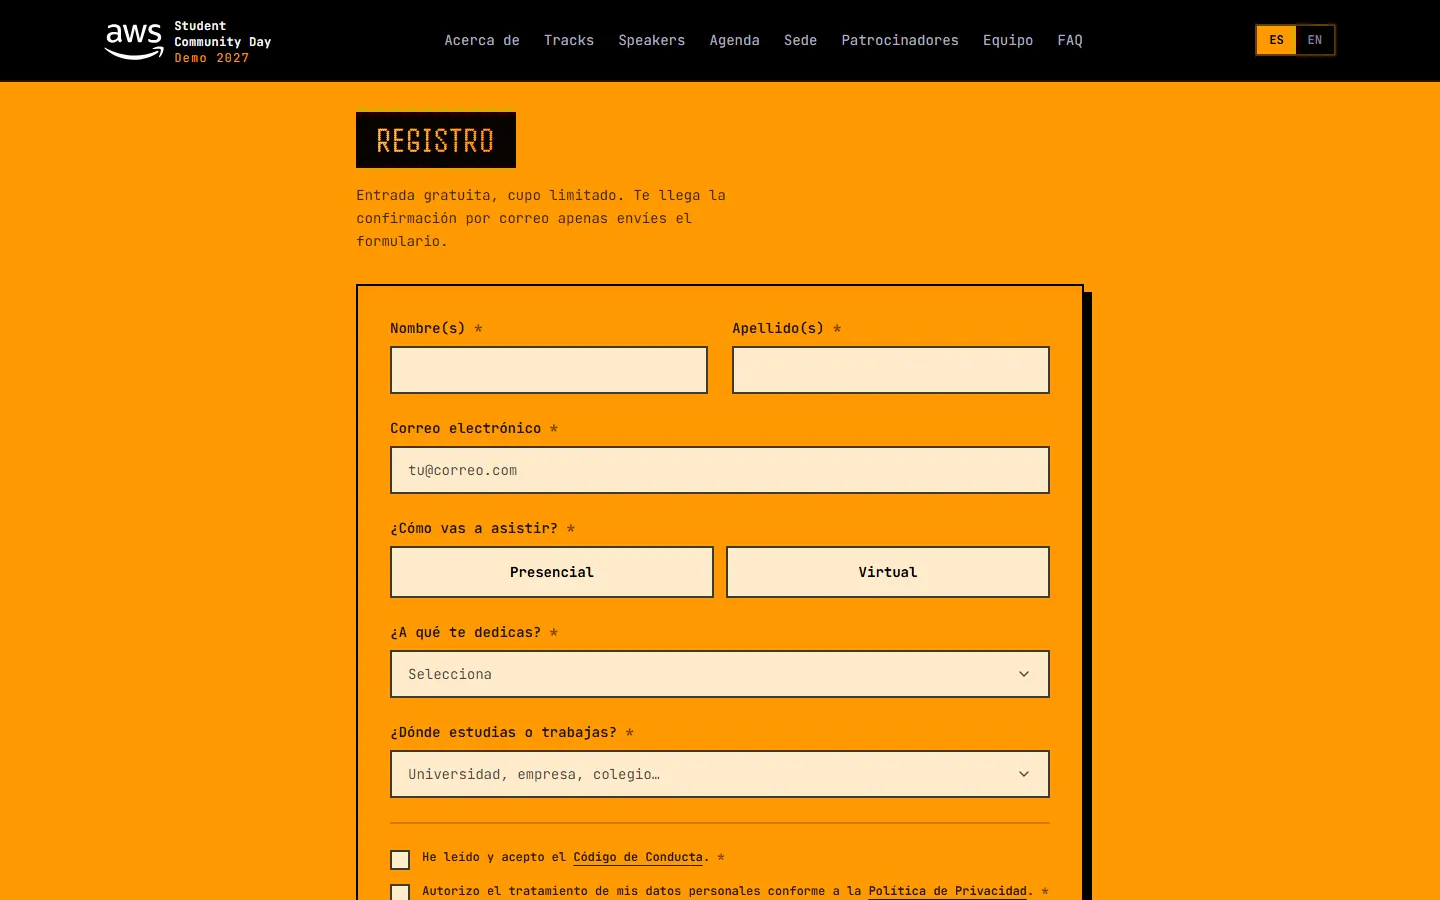 aws
Student
Community Day
Demo 2027
Acerca de
Tracks
Speakers
Agenda
Sede
Patrocinadores
Equipo
FAQ
ES
EN
REGISTRO
Entrada gratuita, cupo limitado. Te llega la
confirmación por correo apenas envíes el
formulario.
Nombre(s) *
Apellido(s) *
Correo electrónico *
tu@correo.com
¿Cómo vas a asistir? *
Presencial
Virtual
¿A qué te dedicas? *
Selecciona
¿Dónde estudias o trabajas? *
Universidad, empresa, colegio…
He leído y acepto el Código de Conducta. *
Autorizo el tratamiento de mis datos personales conforme a la Política de Privacidad. *